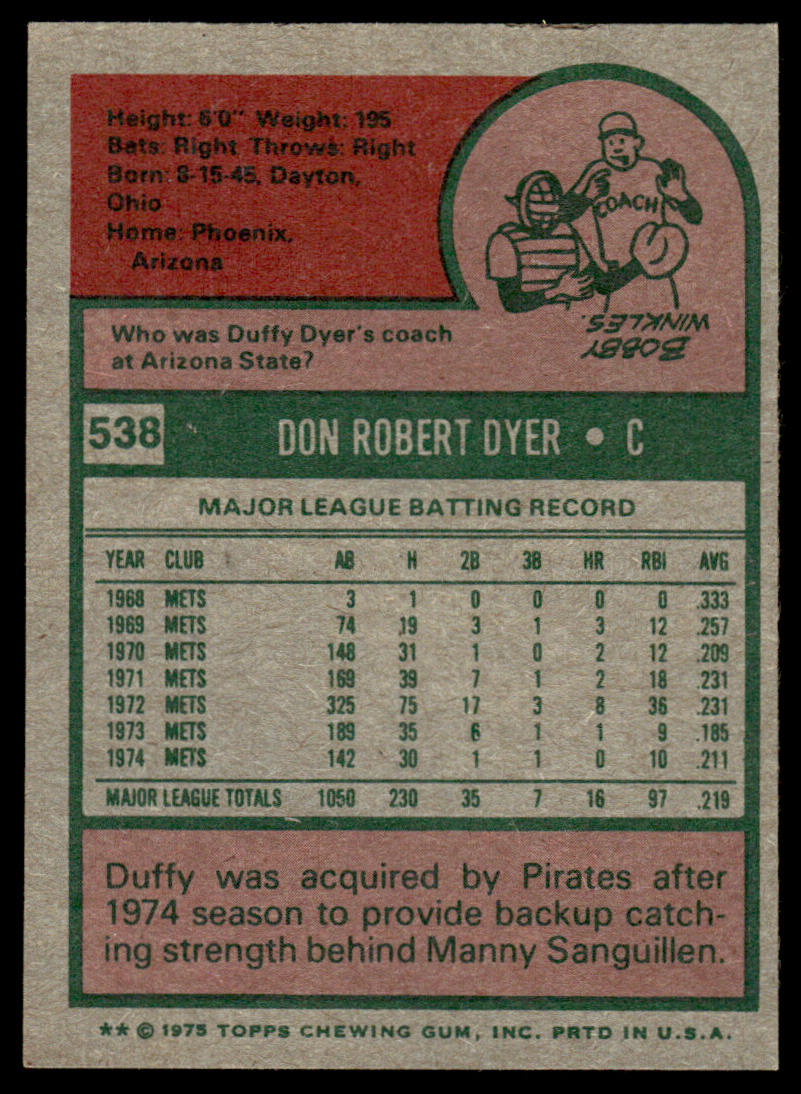 Height: 6'0" Weight: 195
Bats: Right Throws: Right
Born: 8-15-45, Dayton,
Ohio
Home: Phoenix,
Arizona
COACH
Who was Duffy Dyer's coach
at Arizona State?
BOBBY
WINKLES.
538 DON ROBERT DYER • C
MAJOR LEAGUE BATTING RECORD
YEAR CLUB AB H 2B 3B HR RBI AVG
1968 METS 3 1 0 0 0 0 .333
1969 METS 74 19 3 1 3 12 .257
1970 METS 148 31 1 0 2 12 .209
1971 METS 169 39 7 1 2 18 .231
1972 METS 325 75 17 3 8 36 .231
1973 METS 189 35 6 1 1 9 .185
1974 METS 142 30 1 1 0 10 .211
MAJOR LEAGUE TOTALS 1050 230 35 7 16 97 .219
Duffy was acquired by Pirates after
1974 season to provide backup catch-
ing strength behind Manny Sanguillen.
** © 1975 TOPPS CHEWING GUM, INC. PRTD IN U.S.A.